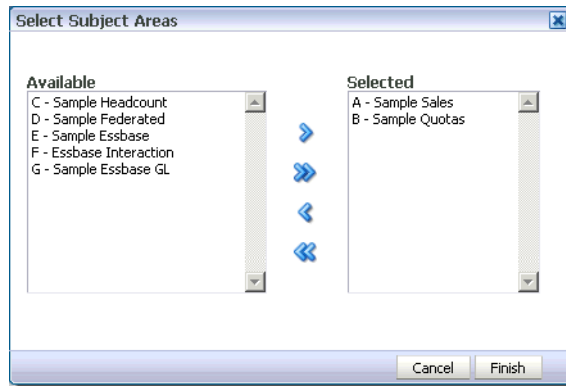 Select Subject Areas
Available
C - Sample Headcount
D - Sample Federated
E - Sample Essbase
F - Essbase Interaction
G - Sample Essbase GL
Selected
A - Sample Sales
B - Sample Quotas
Cancel
Finish